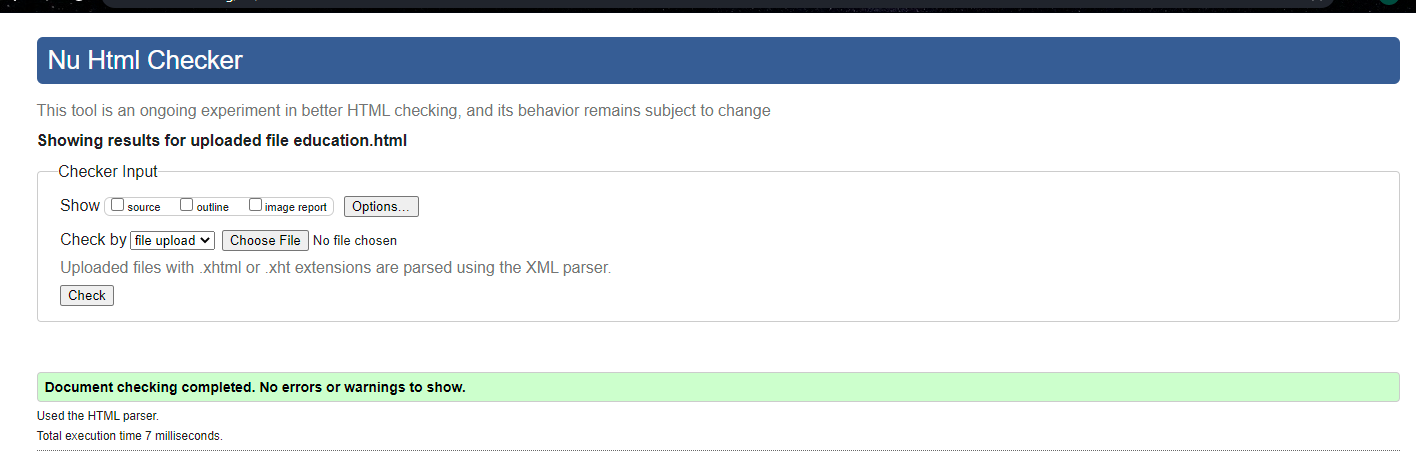 Nu Html Checker
This tool is an ongoing experiment in better HTML checking, and its behavior remains subject to change
Showing results for uploaded file education.html
Checker Input
Show source outline image report Options...
Check by file upload Choose File No file chosen
Uploaded files with .xhtml or .xht extensions are parsed using the XML parser.
Check
Document checking completed. No errors or warnings to show.
Used the HTML parser.
Total execution time 7 milliseconds.